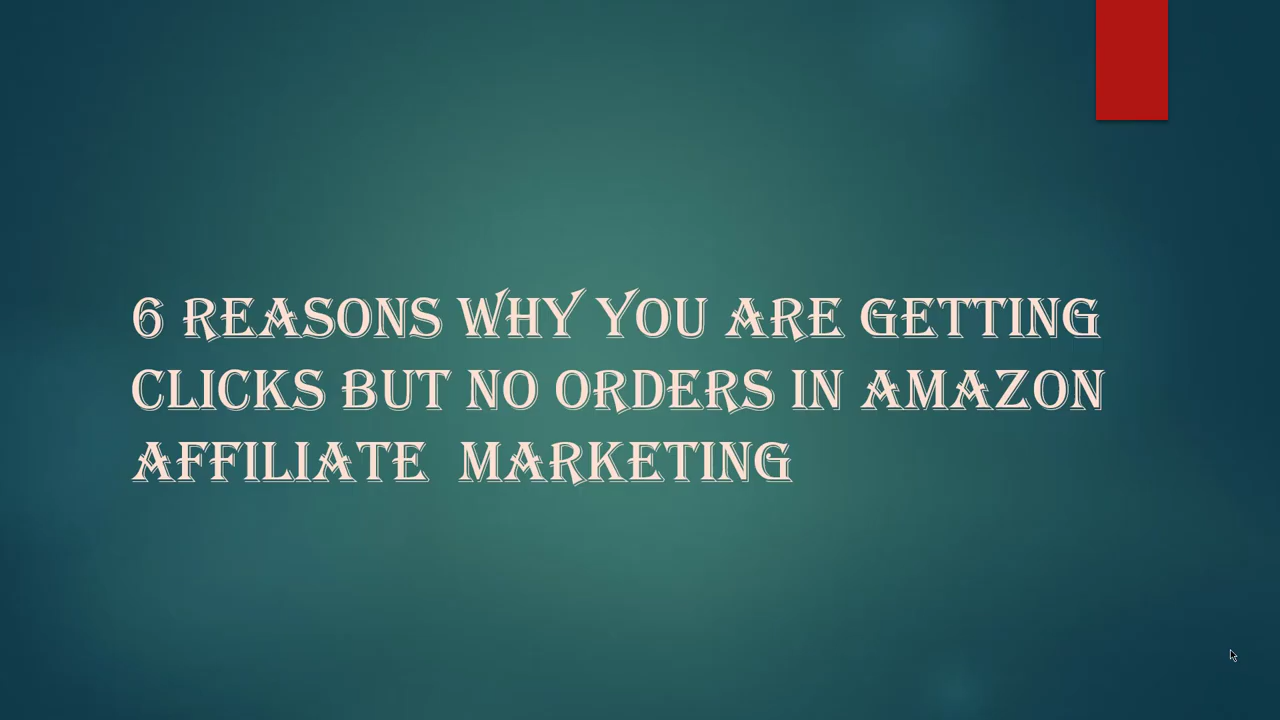 6 REASONS WHY YOU ARE GETTING
CLICKS BUT NO ORDERS IN AMAZON
AFFILIATE MARKETING